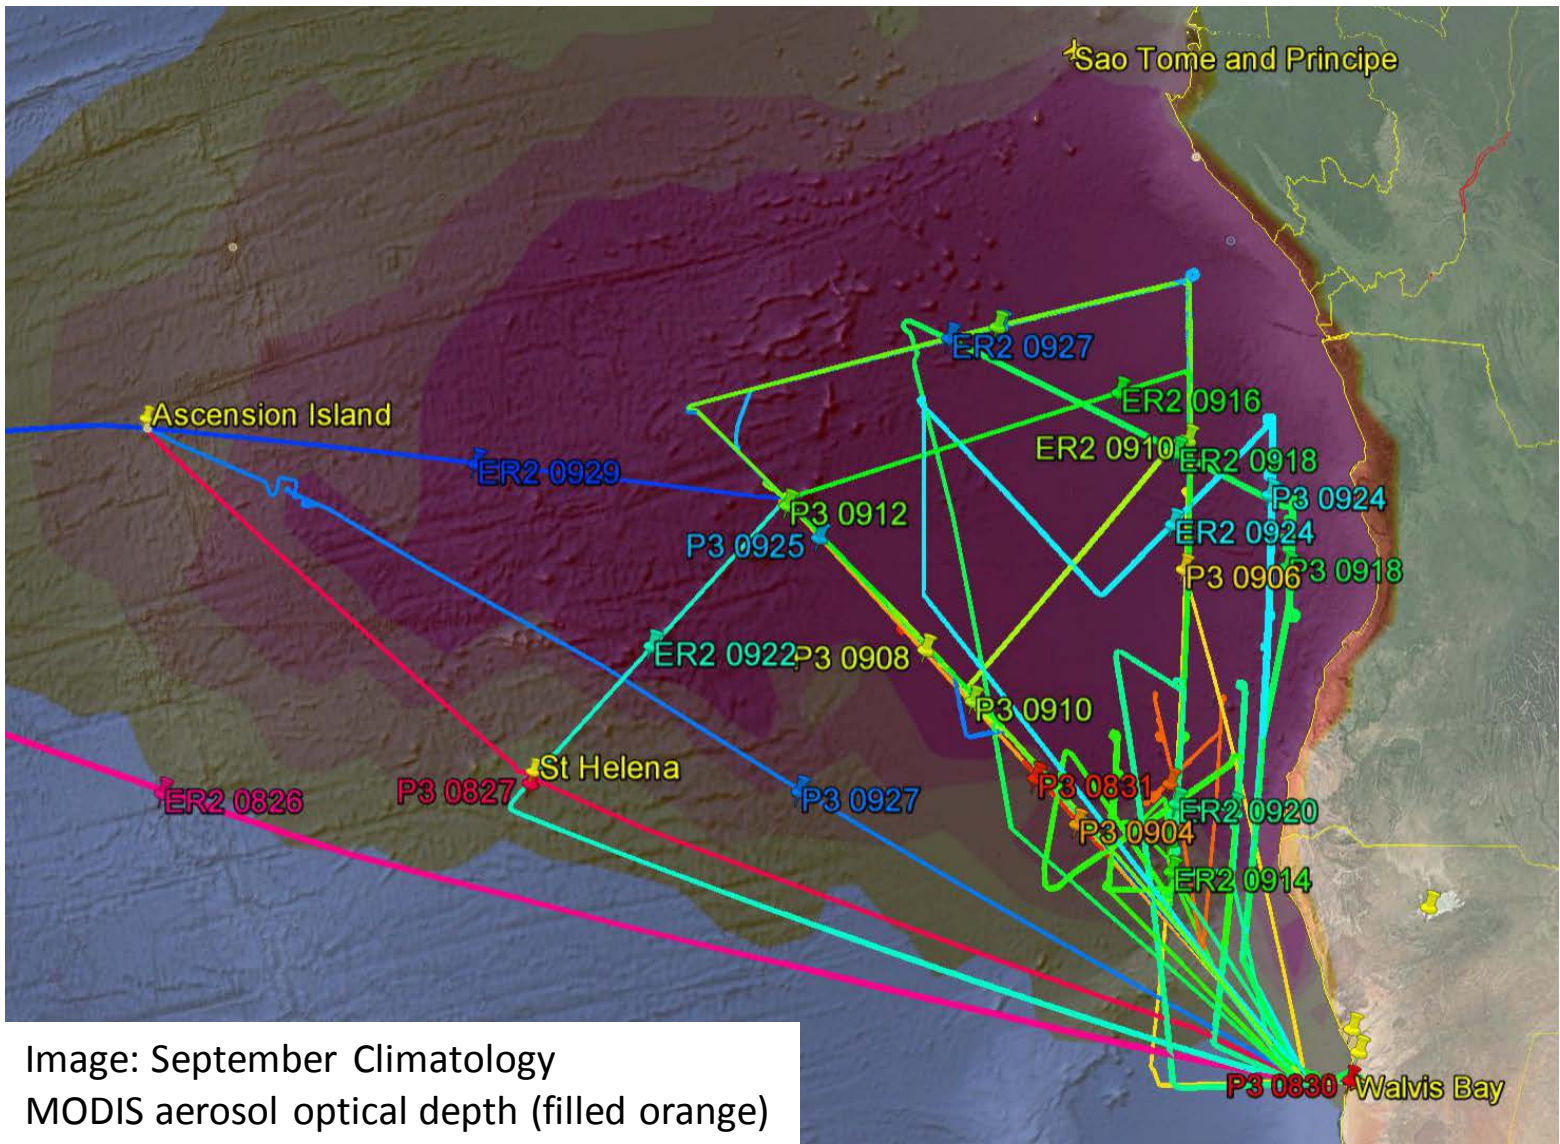 Sao Tome and Principe
ER2 0927
ER2 0916
Ascension Island
ER2 0910
ER2 0918
ER2 0929
P3 0924
P3 0912
ER2 0924
P3 0925
P3 0906
P3 0918
ER2 0922
P3 0908
P3 0910
St Helena
P3 0827
P3 0831
ER2 0826
P3 0927
ER2 0920
P3 0904
ER2 0914
P3 0830
Walvis Bay
Image: September Climatology
MODIS aerosol optical depth (filled orange)